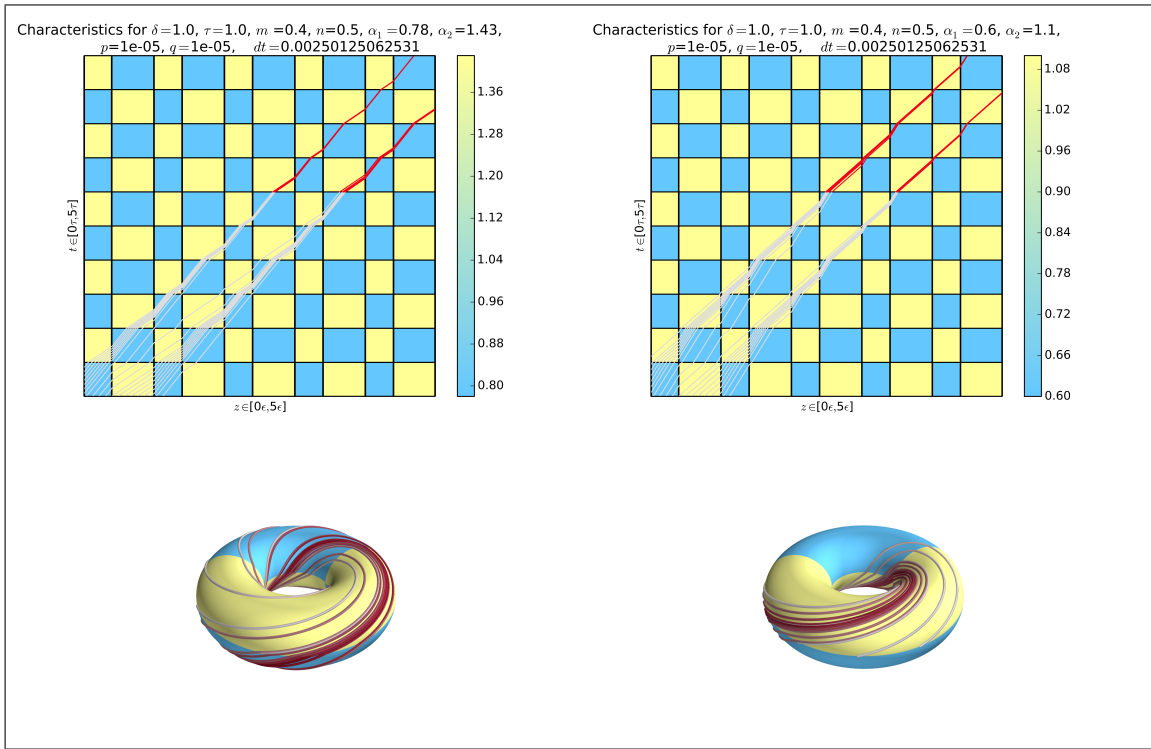 Characteristics for δ=1.0, τ=1.0, m =0.4, n=0.5, α₁ =0.78, α₂ =1.43,
p=1e-05, q=1e-05, dt=0.00250125062531
1.36
1.28
1.20
1.12
1.04
0.96
0.88
0.80
t∈[0τ,5τ]
z∈[0ϵ,5ϵ]
Characteristics for δ=1.0, τ=1.0, m =0.4, n=0.5, α₁ =0.6, α₂ =1.1,
p=1e-05, q=1e-05, dt=0.00250125062531
1.08
1.02
0.96
0.90
0.84
0.78
0.72
0.66
0.60
t∈[0τ,5τ]
z∈[0ϵ,5ϵ]